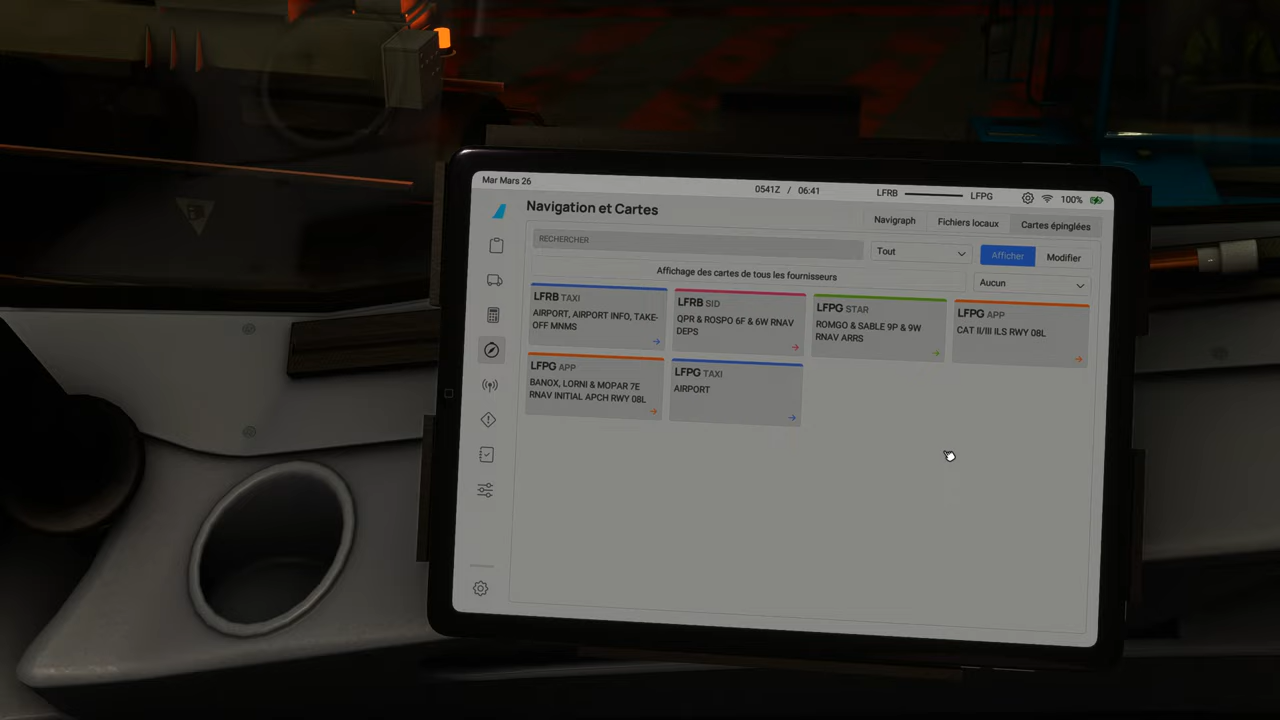 Mar Mars 26
0541Z / 06:41
LFRB LFPG
100%
Navigation et Cartes
Navigraph
Fichiers locaux
Cartes épinglées
RECHERCHER
Tout
Afficher
Modifier
Affichage des cartes de tous les fournisseurs
Aucun
LFRB TAXI
AIRPORT, AIRPORT INFO, TAKE-
OFF MNMS
LFRB SID
QPR & ROSPO 6F & 6W RNAV
DEPS
LFPG STAR
ROMGO & SABLE 9P & 9W
RNAV ARRS
LFPG APP
CAT II/III ILS RWY 08L
LFPG APP
BANOX, LORNI & MOPAR 7E
RNAV INITIAL APCH RWY 08L
LFPG TAXI
AIRPORT